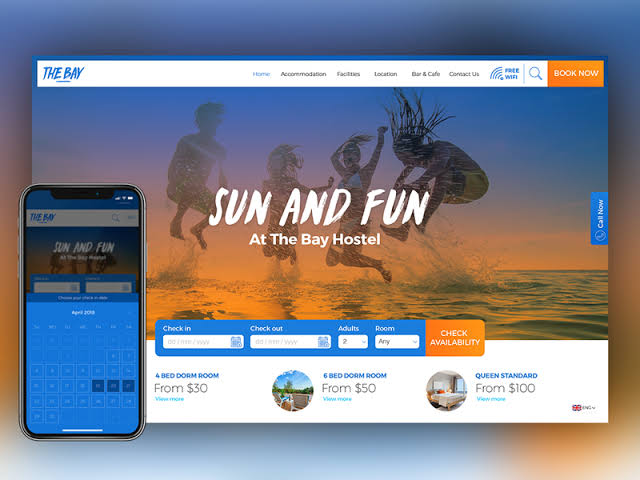 THE BAY
Home Accommodation Facilities Location Bar & Cafe Contact Us
FREE
WIFI
BOOK NOW
SUN AND FUN
At The Bay Hostel
Call Now
Check in Check out Adults Room
dd / mm / yyyy dd / mm / yyyy 2 Any
CHECK
AVAILABILITY
4 BED DORM ROOM
From $30
View more
6 BED DORM ROOM
From $50
View more
QUEEN STANDARD
From $100
View more
ENG
THE BAY
SUN AND FUN
At The Bay Hostel
Check in Check out
Choose your check in date
April 2018